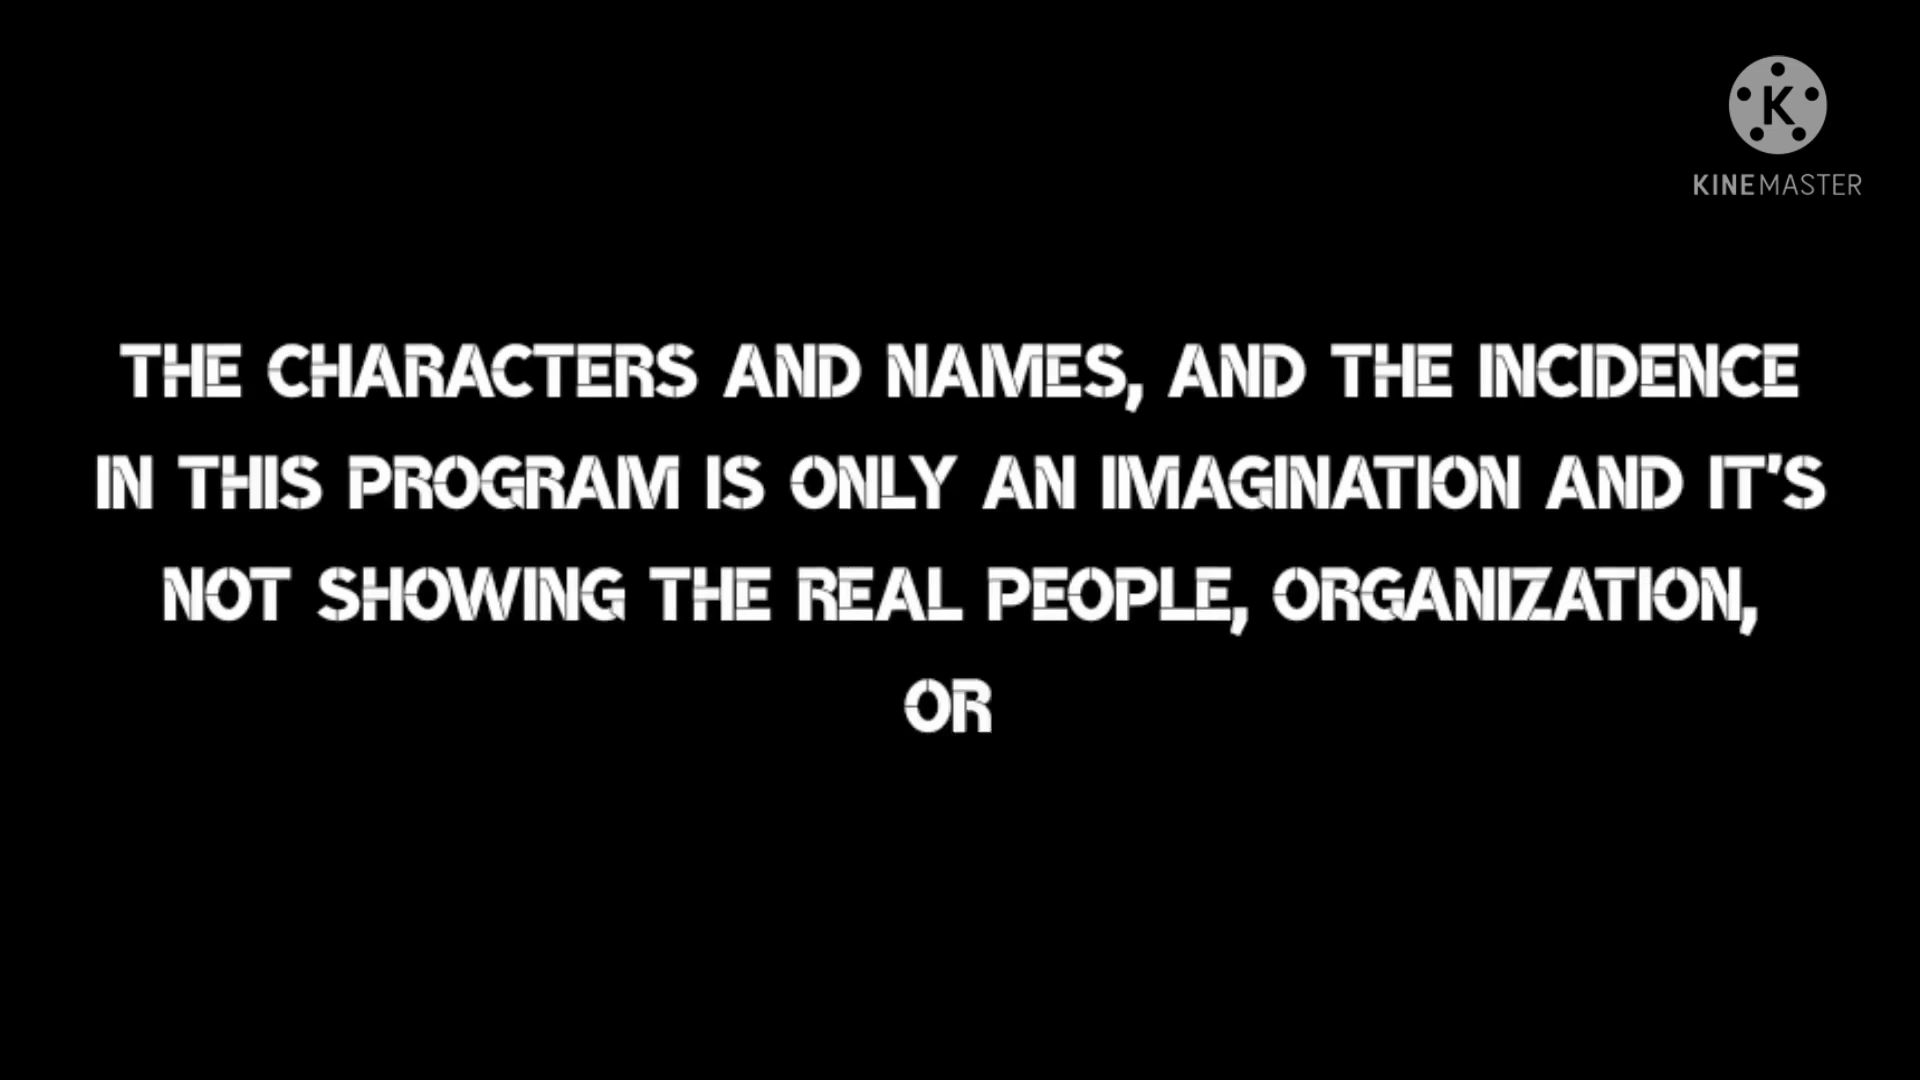 K
KINEMASTER
THE CHARACTERS AND NAMES, AND THE INCIDENCE
IN THIS PROGRAM IS ONLY AN IMAGINATION AND IT'S
NOT SHOWING THE REAL PEOPLE, ORGANIZATION,
OR